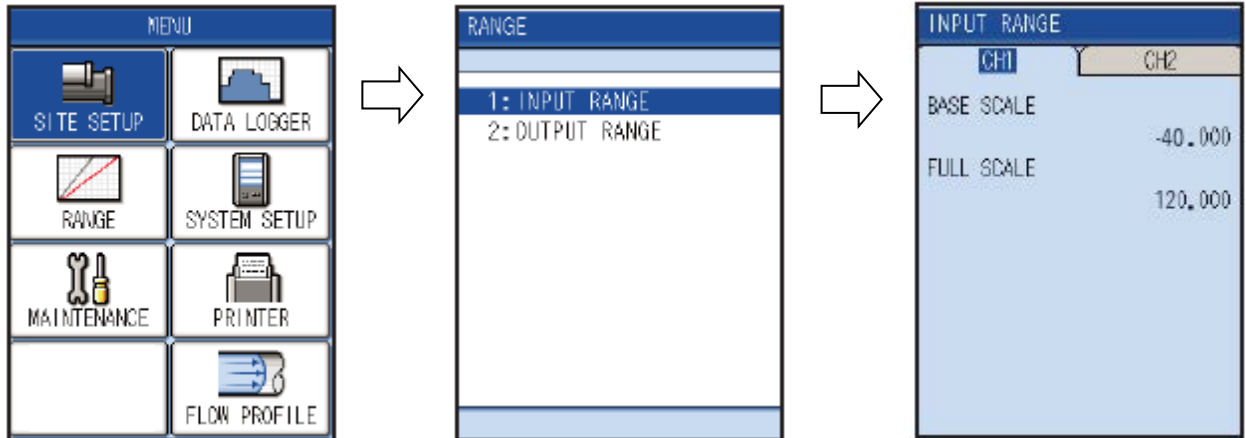 MENU
SITE SETUP
DATA LOGGER
RANGE
SYSTEM SETUP
MAINTENANCE
PRINTER
FLOW PROFILE
RANGE
1:INPUT RANGE
2:OUTPUT RANGE
INPUT RANGE
CH1
CH2
BASE SCALE
-40.000
FULL SCALE
120.000